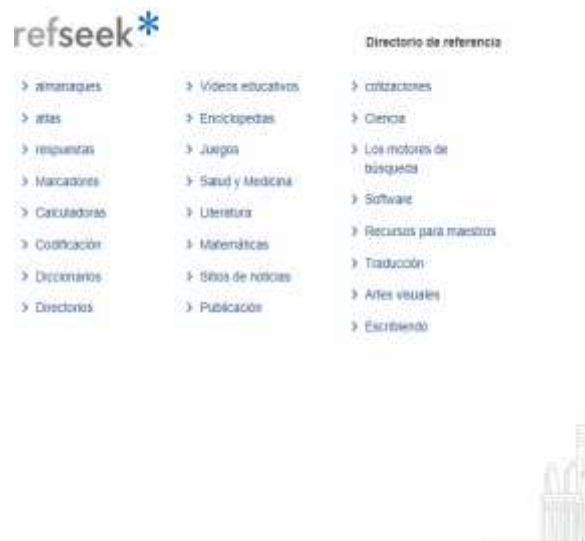 refseek*
Directorio de referencia
almanaques
atlas
respuestas
Marcadores
Calculadoras
Codificación
Diccionarios
Directorios
Videos educativos
Enciclopedias
Juegos
Salud y Medicina
Literatura
Matemáticas
Sitios de noticias
Publicación
cotizaciones
Ciencia
Los motores de
búsqueda
Software
Recursos para maestros
Traducción
Artes visuales
Escribiendo